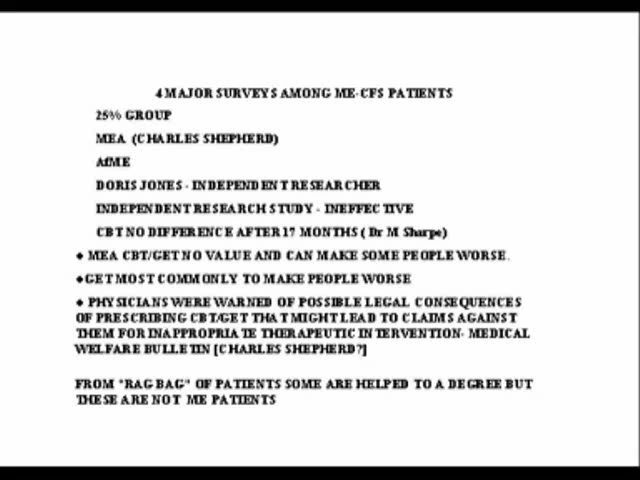 4 MAJOR SURVEYS AMONG ME-CFS PATIENTS
25% GROUP
MEA (CHARLES SHEPHERD)
AfME
DORIS JONES - INDEPENDENT RESEARCHER
INDEPENDENT RESEARCH STUDY - INEFFECTIVE
CBT NO DIFFERENCE AFTER 17 MONTHS ( Dr M Sharpe)
♦ MEA CBT/GET NO VALUE AND CAN MAKE SOME PEOPLE WORSE.
♦GET MOST COMMONLY TO MAKE PEOPLE WORSE
♦ PHYSICIANS WERE WARNED OF POSSIBLE LEGAL CONSEQUENCES
OF PRESCRIBING CBT/GET THAT MIGHT LEAD TO CLAIMS AGAINST
THEM FOR INAPPROPRIATE THERAPEUTIC INTERVENTION- MEDICAL
WELFARE BULLETIN [CHARLES SHEPHERD?]
FROM "RAG BAG" OF PATIENTS SOME ARE HELPED TO A DEGREE BUT
THESE ARE NOT ME PATIENTS